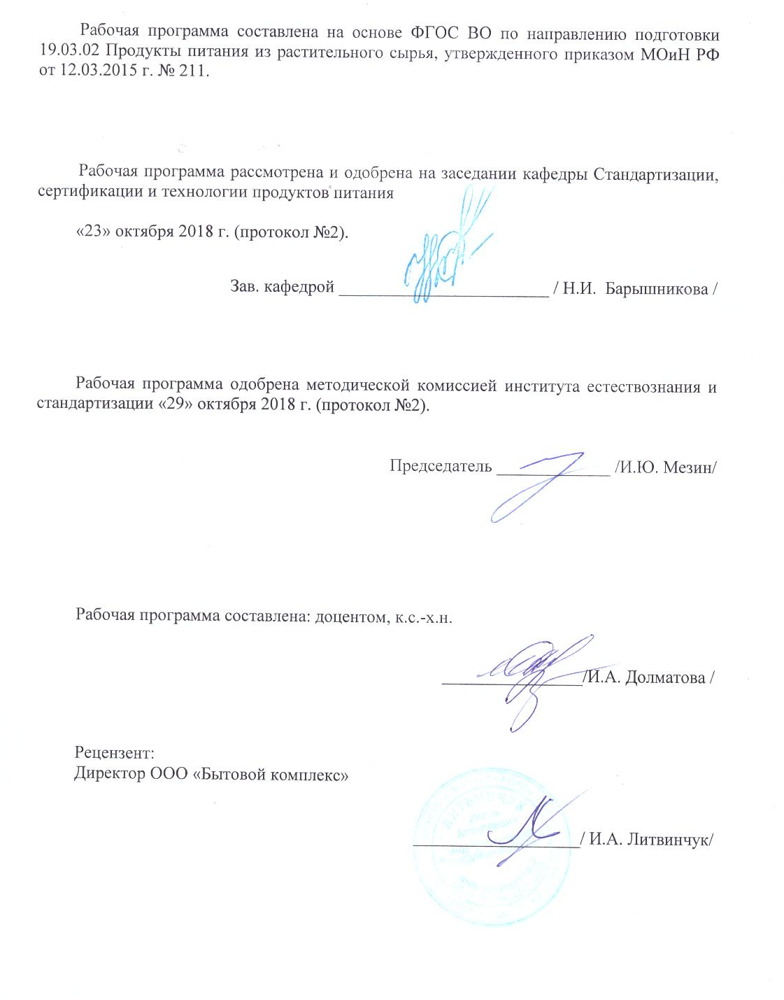 Рабочая программа составлена на основе ФГОС ВО по направлению подготовки
19.03.02 Продукты питания из растительного сырья, утвержденного приказом МОиН РФ
от 12.03.2015 г. № 211.
Рабочая программа рассмотрена и одобрена на заседании кафедры Стандартизации,
сертификации и технологии продуктов питания
«23» октября 2018 г. (протокол №2).
Зав. кафедрой / Н.И. Барышникова /
Рабочая программа одобрена методической комиссией института естествознания и
стандартизации «29» октября 2018 г. (протокол №2).
Председатель /И.Ю. Мезин/
Рабочая программа составлена: доцентом, к.с.-х.н.
/И.А. Долматова /
Рецензент:
Директор ООО «Бытовой комплекс»
/ И.А. Литвинчук/
ЛИТВИНЧУК